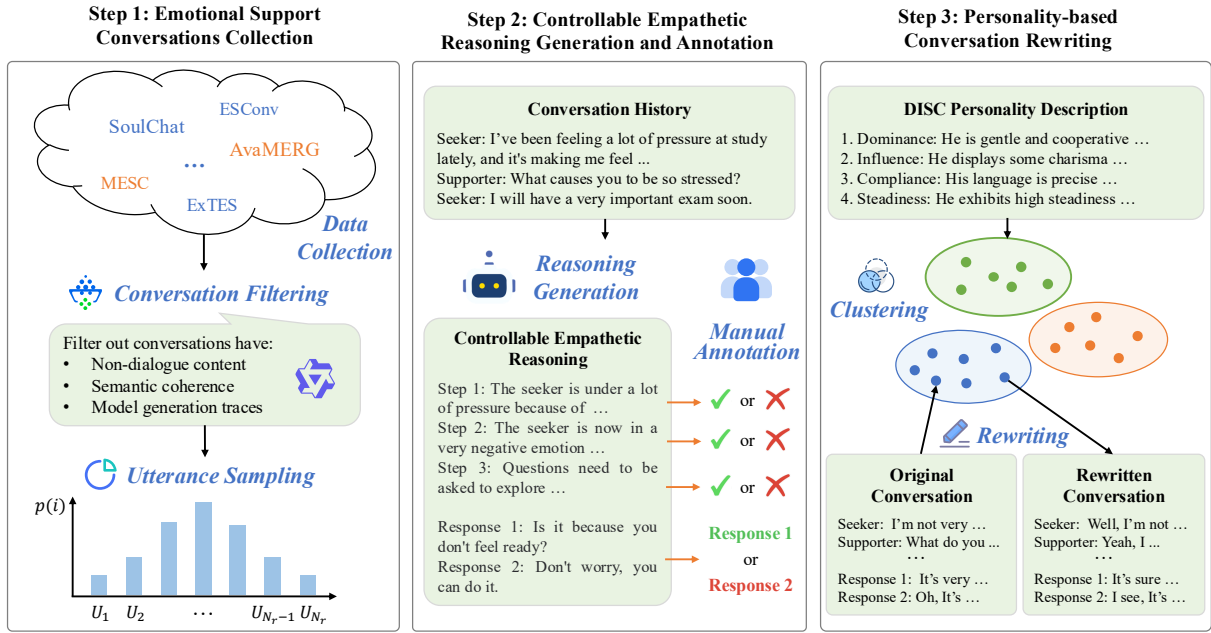 Step 1: Emotional Support
Conversations Collection
SoulChat
ESConv
AvaMERG
...
MESC
ExTES
Data
Collection
Conversation Filtering
Filter out conversations have:
• Non-dialogue content
• Semantic coherence
• Model generation traces
Utterance Sampling
p(i)
U_1 U_2 ... U_{N_r-1} U_{N_r}
Step 2: Controllable Empathetic
Reasoning Generation and Annotation
Conversation History
Seeker: I've been feeling a lot of pressure at study
lately, and it's making me feel ...
Supporter: What causes you to be so stressed?
Seeker: I will have a very important exam soon.
Reasoning
Generation
Manual
Annotation
Controllable Empathetic
Reasoning
Step 1: The seeker is under a lot
of pressure because of …
or
Step 2: The seeker is now in a
very negative emotion …
or
Step 3: Questions need to be
asked to explore …
or
Response 1: Is it because you
don't feel ready?
Response 2: Don't worry, you
can do it.
Response 1
or
Response 2
Step 3: Personality-based
Conversation Rewriting
DISC Personality Description
1. Dominance: He is gentle and cooperative …
2. Influence: He displays some charisma …
3. Compliance: His language is precise …
4. Steadiness: He exhibits high steadiness …
Clustering
Rewriting
Original
Conversation
Seeker: I'm not very …
Supporter: What do you ...
...
Response 1: It's very …
Response 2: Oh, It's …
Rewritten
Conversation
Seeker: Well, I'm not …
Supporter: Yeah, I ...
...
Response 1: It's sure …
Response 2: I see, It's …